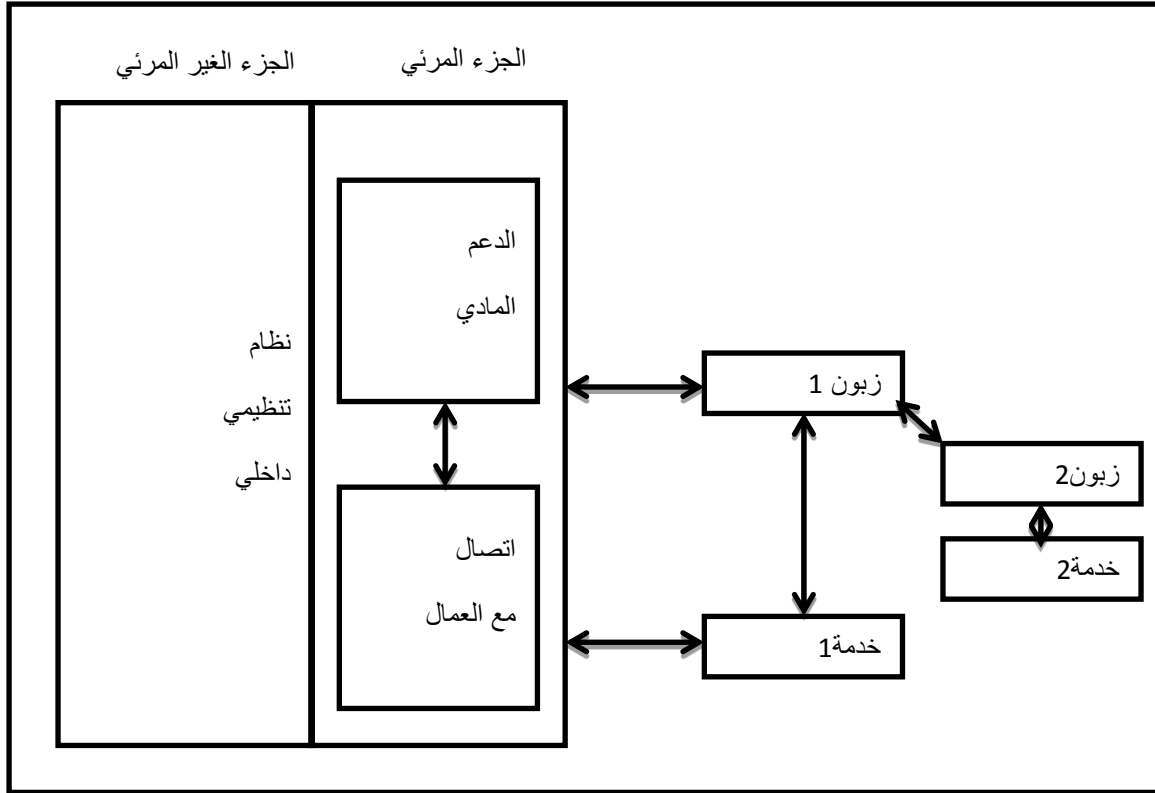 الجزء المرئي
الجزء الغير المرئي
الدعم
المادي
نظام
تنظيمي
داخلي
اتصال
مع العمال
زبون 1
زبون2
خدمة2
خدمة1